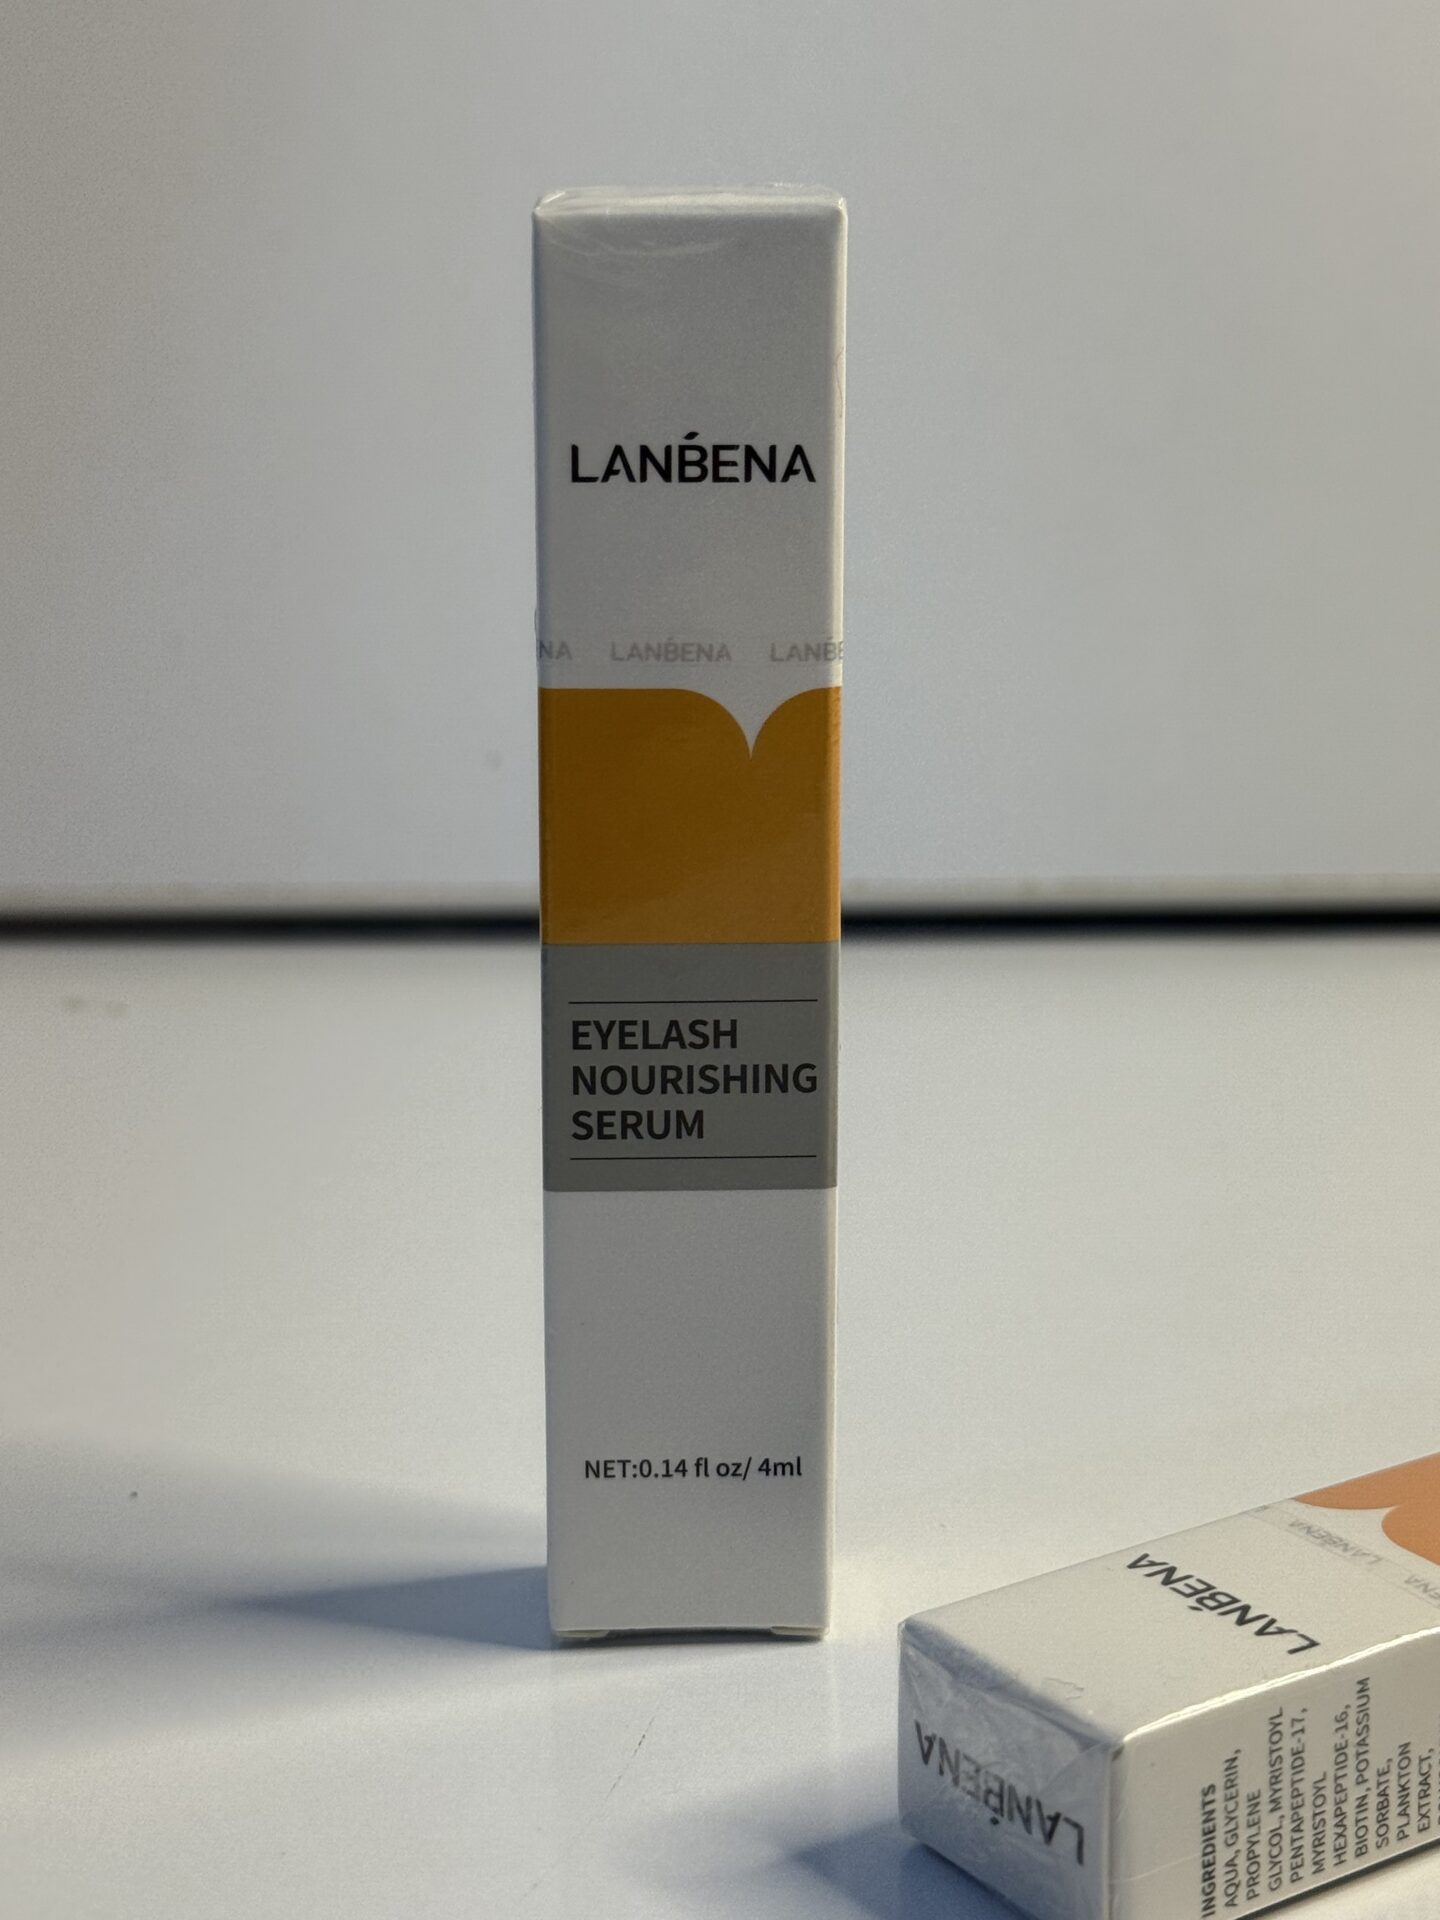 LANBENA
NA LANBENA LANBE
EYELASH
NOURISHING
SERUM
NET:0.14 fl oz/ 4ml
LANBENA
LANBENA LANBENA
LANBENA
INGREDIENTS
AQUA, GLYCERIN,
PROPYLENE
GLYCOL, MYRISTOYL
PENTAPEPTIDE-17,
MYRISTOYL
HEXAPEPTIDE-16,
BIOTIN, POTASSIUM
SORBATE,
PLANKTON
EXTRACT,